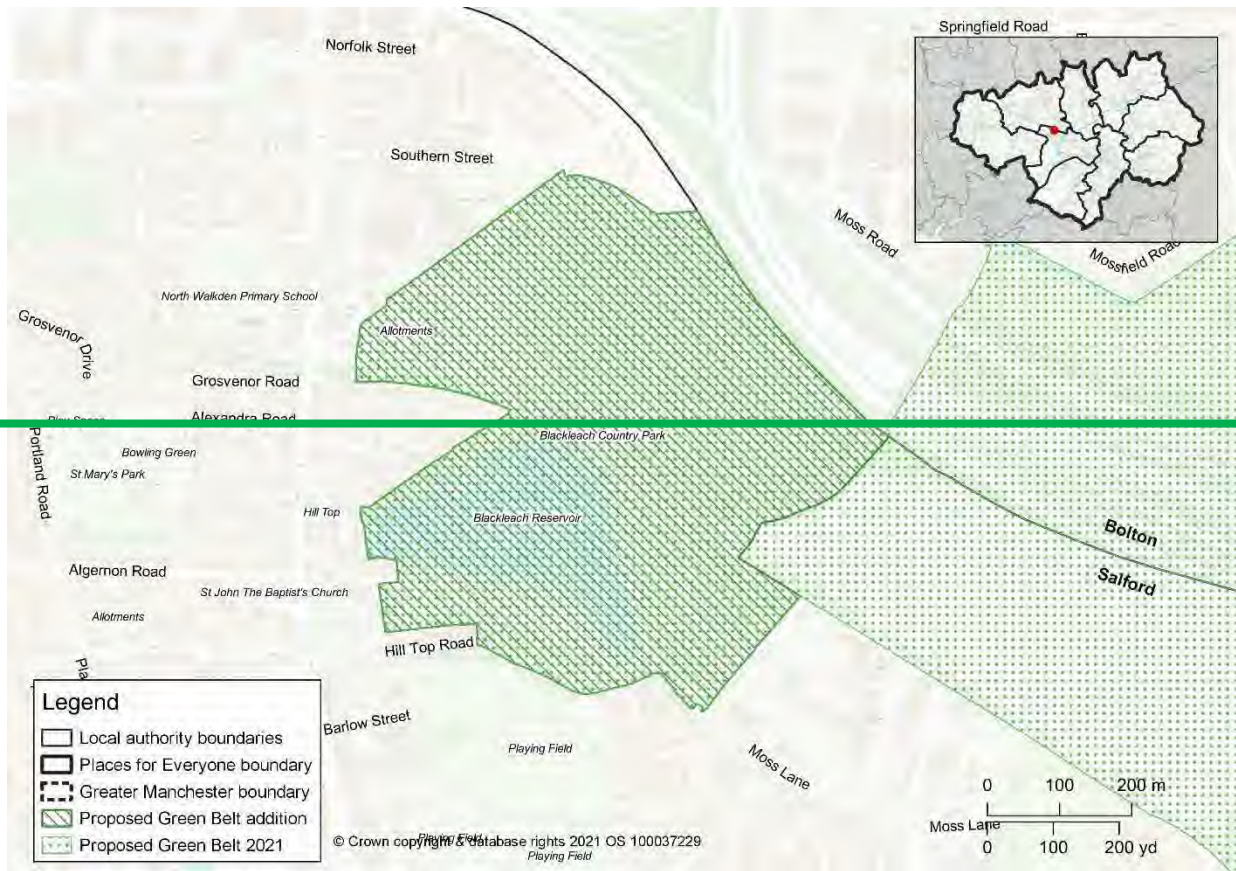 Springfield Road
Norfolk Street
Southern Street
Moss Road
Mossfield Road
North Walkden Primary School
Grosvenor Drive
Allotments
Grosvenor Road
Alexandra Road
Blackleach Country Park
Portland Road
Bowling Green
St Mary's Park
Hill Top
Blackleach Reservoir
Bolton
Salford
Algernon Road
St John The Baptist's Church
Allotments
Hill Top Road
Barlow Street
Playing Field
Moss Lane
Legend
Local authority boundaries
Places for Everyone boundary
Greater Manchester boundary
Proposed Green Belt addition
Proposed Green Belt 2021
0 100 200 m
Moss Lane
0 100 200 yd
Playing Field
© Crown copyright & database rights 2021 OS 100037229
Playing Field